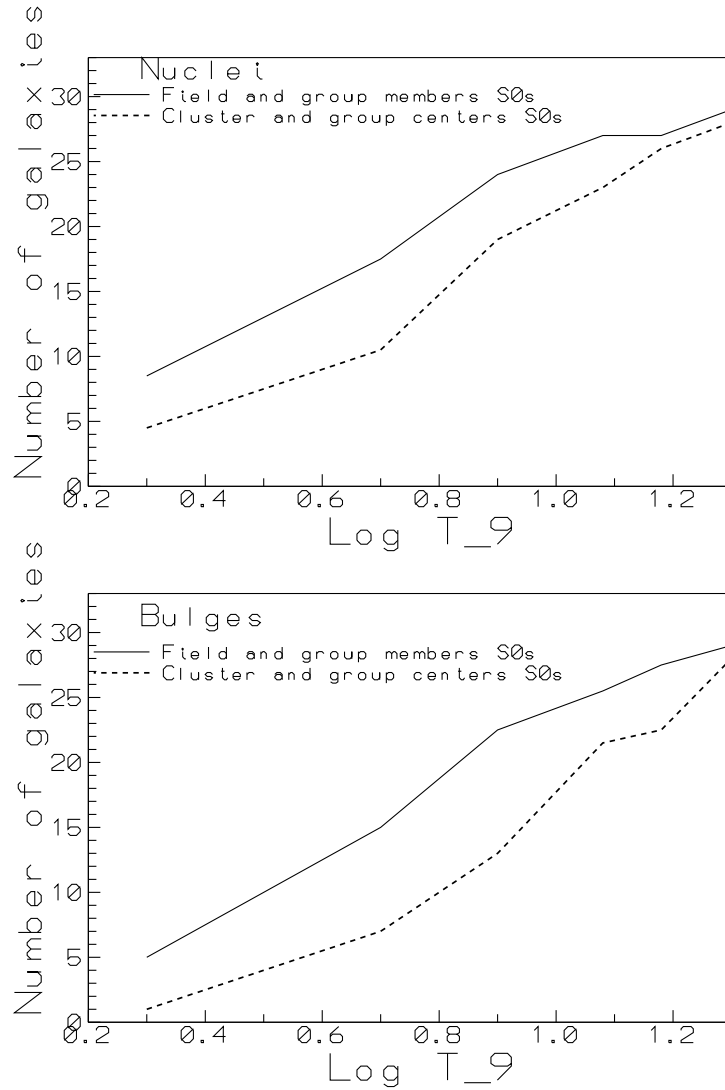 Nuclei
Field and group members S0s
Cluster and group centers S0s
Number of galaxies
30
25
20
15
10
5
0
0.2
0.4
0.6
0.8
1.0
1.2
Log T_9
Bulges
Field and group members S0s
Cluster and group centers S0s
Number of galaxies
30
25
20
15
10
5
0
0.2
0.4
0.6
0.8
1.0
1.2
Log T_9